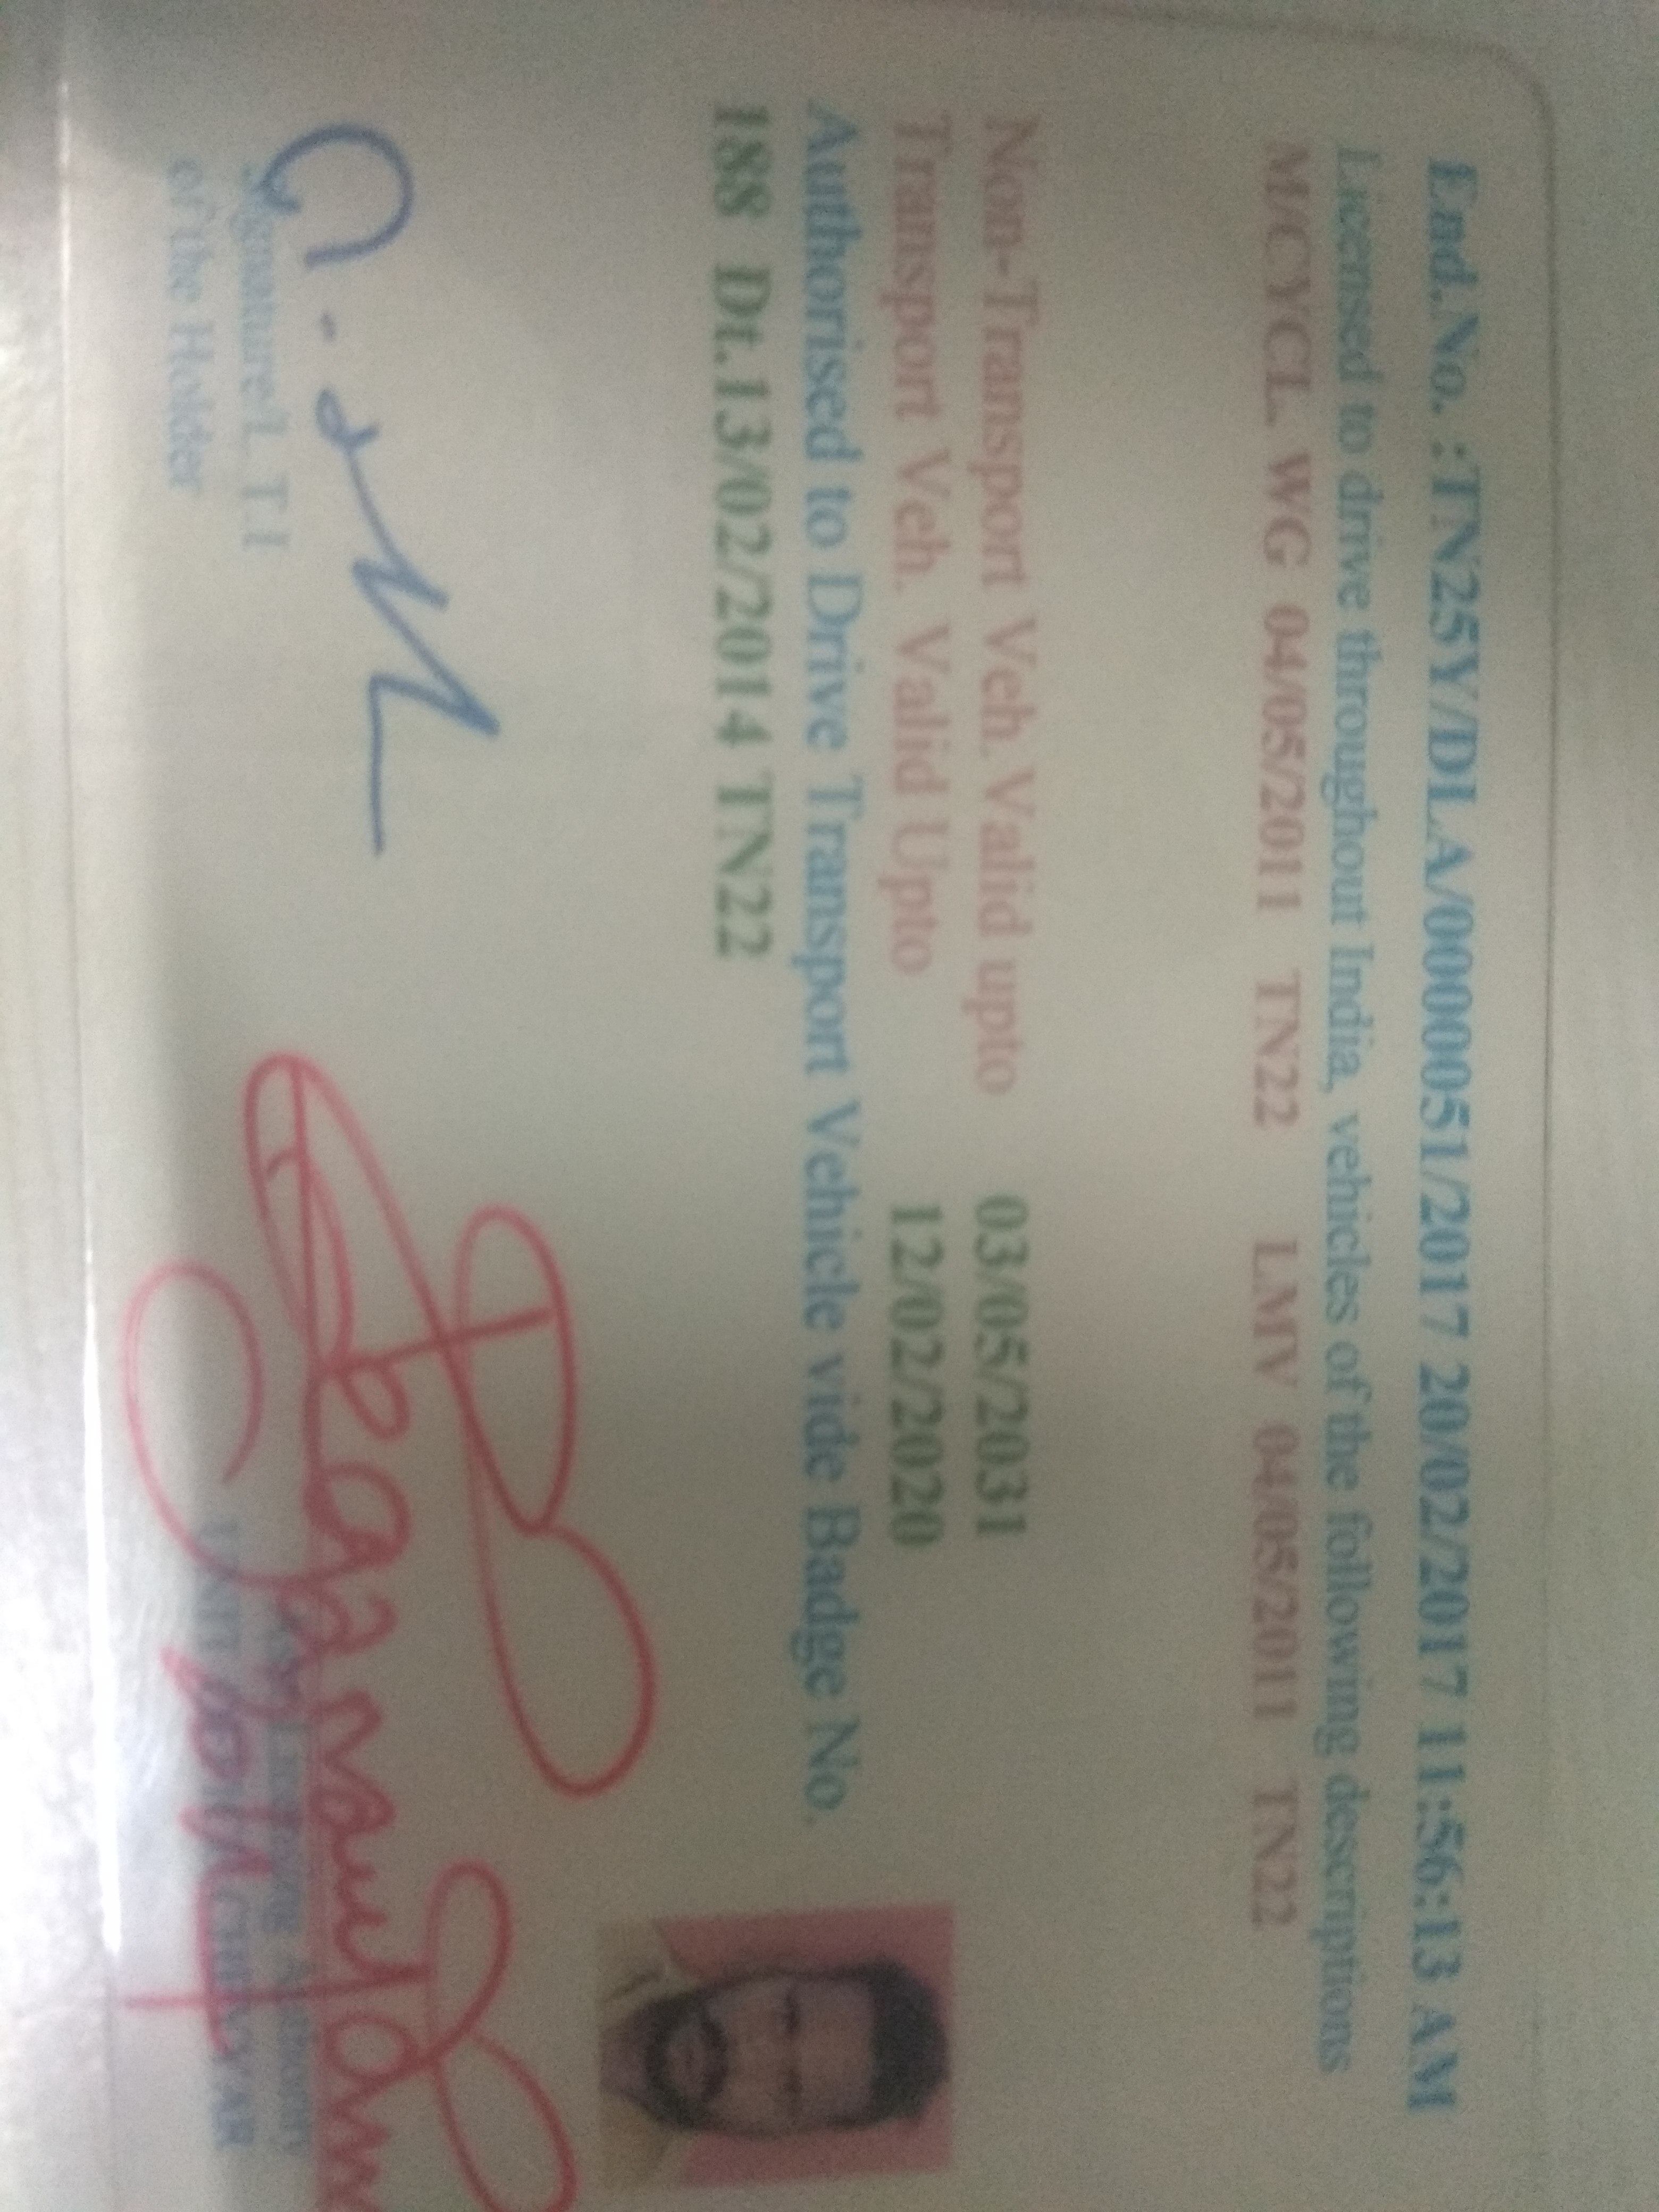 End.No. :TN25Y/DLA/0000051/2017 20/02/2017 11:56:13 AM
Licensed to drive throughout India, vehicles of the following descriptions
M/CYCL. WG 04/05/2011 TN22 LMV 04/05/2011 TN22
Non-Transport Veh. Valid upto 03/05/2031
Transport Veh. Valid Upto 12/02/2020
Authorised to Drive Transport Vehicle vide Badge No.
188 Dt.13/02/2014 TN22
Signature/L.T.I
of the Holder